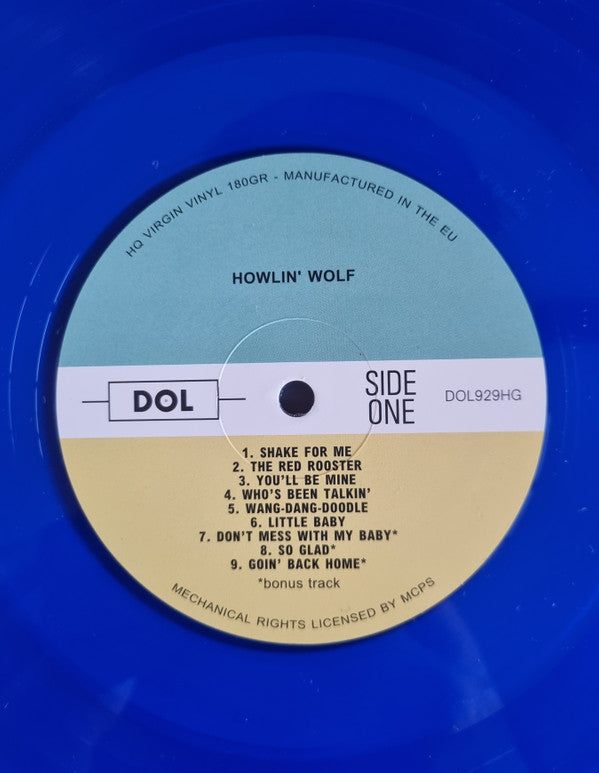 HQ VIRGIN VINYL 180GR - MANUFACTURED IN THE EU
HOWLIN' WOLF
DOL
SIDE
ONE
DOL929HG
1. SHAKE FOR ME
2. THE RED ROOSTER
3. YOU'LL BE MINE
4. WHO'S BEEN TALKIN'
5. WANG-DANG-DOODLE
6. LITTLE BABY
7. DON'T MESS WITH MY BABY*
8. SO GLAD*
9. GOIN' BACK HOME*
*bonus track
MECHANICAL RIGHTS LICENSED BY MCPS